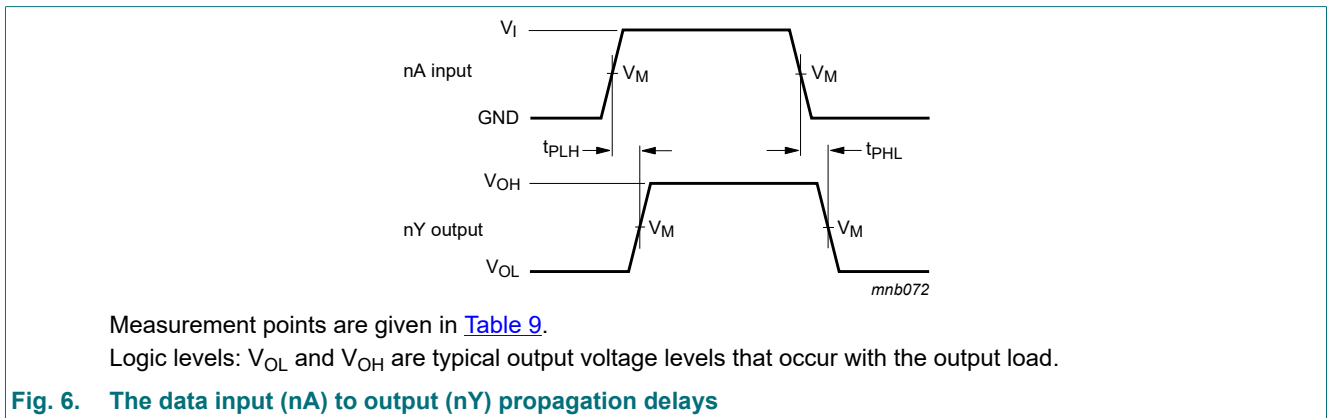 VI
nA input
VM
VM
GND
tPLH
tPHL
VOH
nY output
VM
VM
VOL
mnb072
Measurement points are given in Table 9.
Logic levels: VOL and VOH are typical output voltage levels that occur with the output load.
Fig. 6. The data input (nA) to output (nY) propagation delays